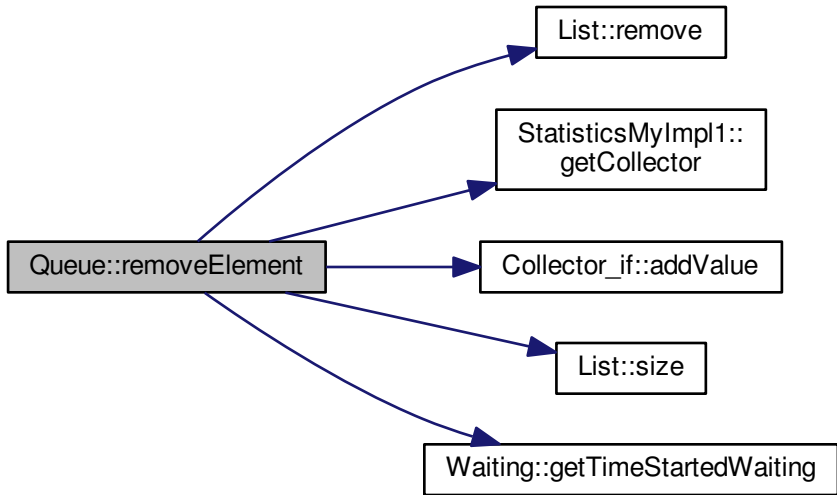 List::remove
StatisticsMyImpl1::
getCollector
Queue::removeElement
Collector_if::addValue
List::size
Waiting::getTimeStartedWaiting